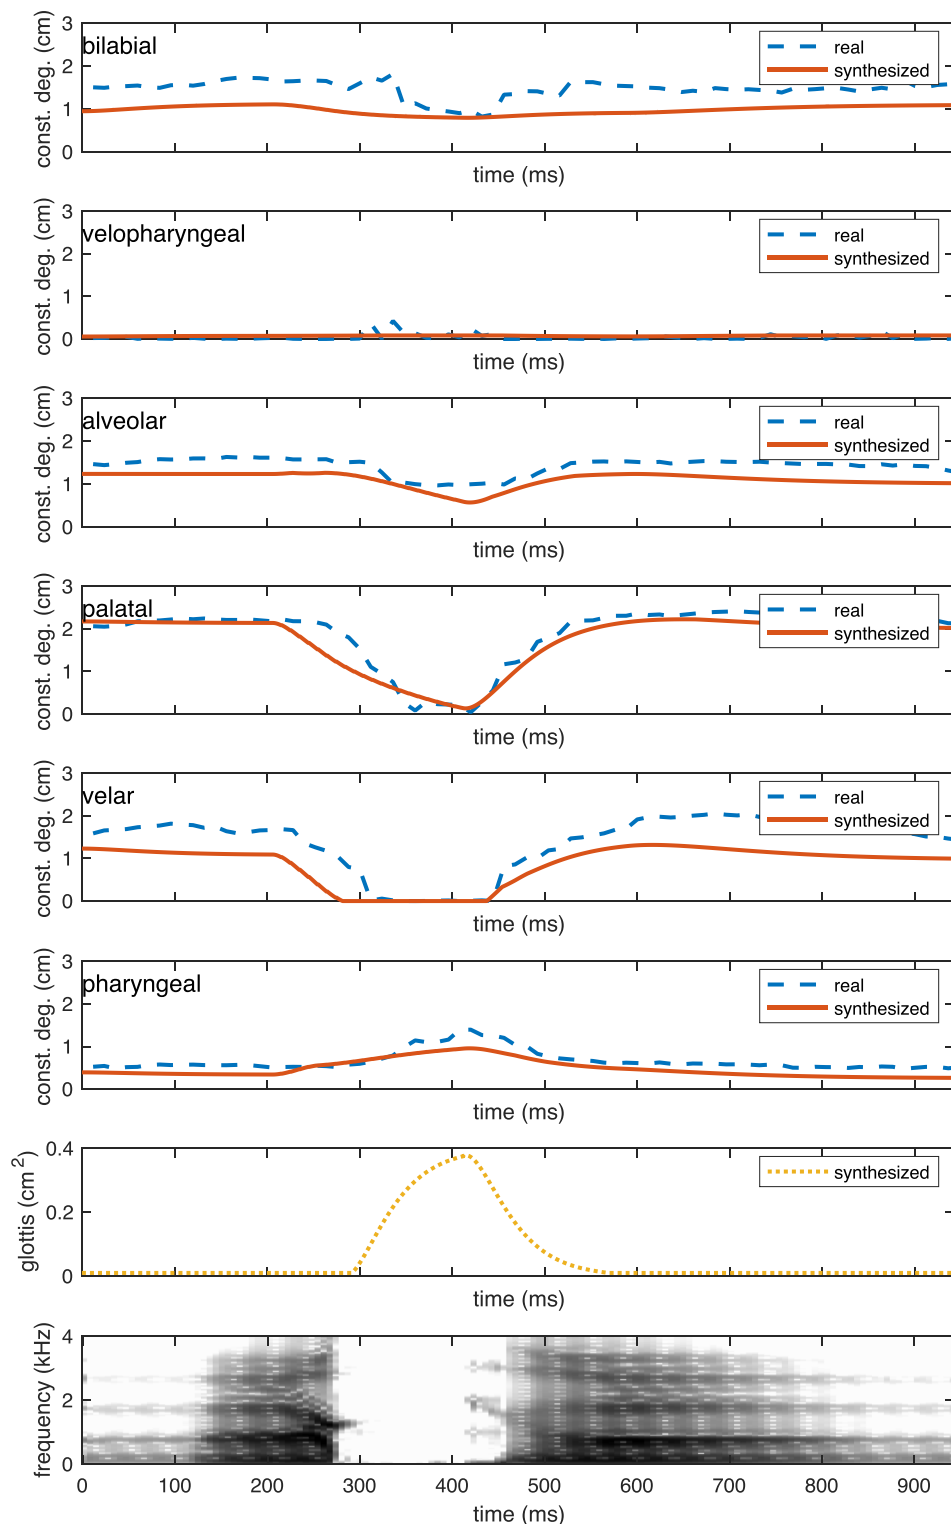 3
bilabial
real
synthesized
2
1
0
const. deg. (cm)
time (ms)
3
velopharyngeal
real
synthesized
2
1
0
const. deg. (cm)
time (ms)
3
alveolar
real
synthesized
2
1
0
const. deg. (cm)
time (ms)
3
palatal
real
synthesized
2
1
0
const. deg. (cm)
time (ms)
3
velar
real
synthesized
2
1
0
const. deg. (cm)
time (ms)
3
pharyngeal
real
synthesized
2
1
0
const. deg. (cm)
time (ms)
0.4
synthesized
0.2
0
glottis (cm 2)
time (ms)
4
2
0
frequency (kHz)
0 100 200 300 400 500 600 700 800 900
time (ms)